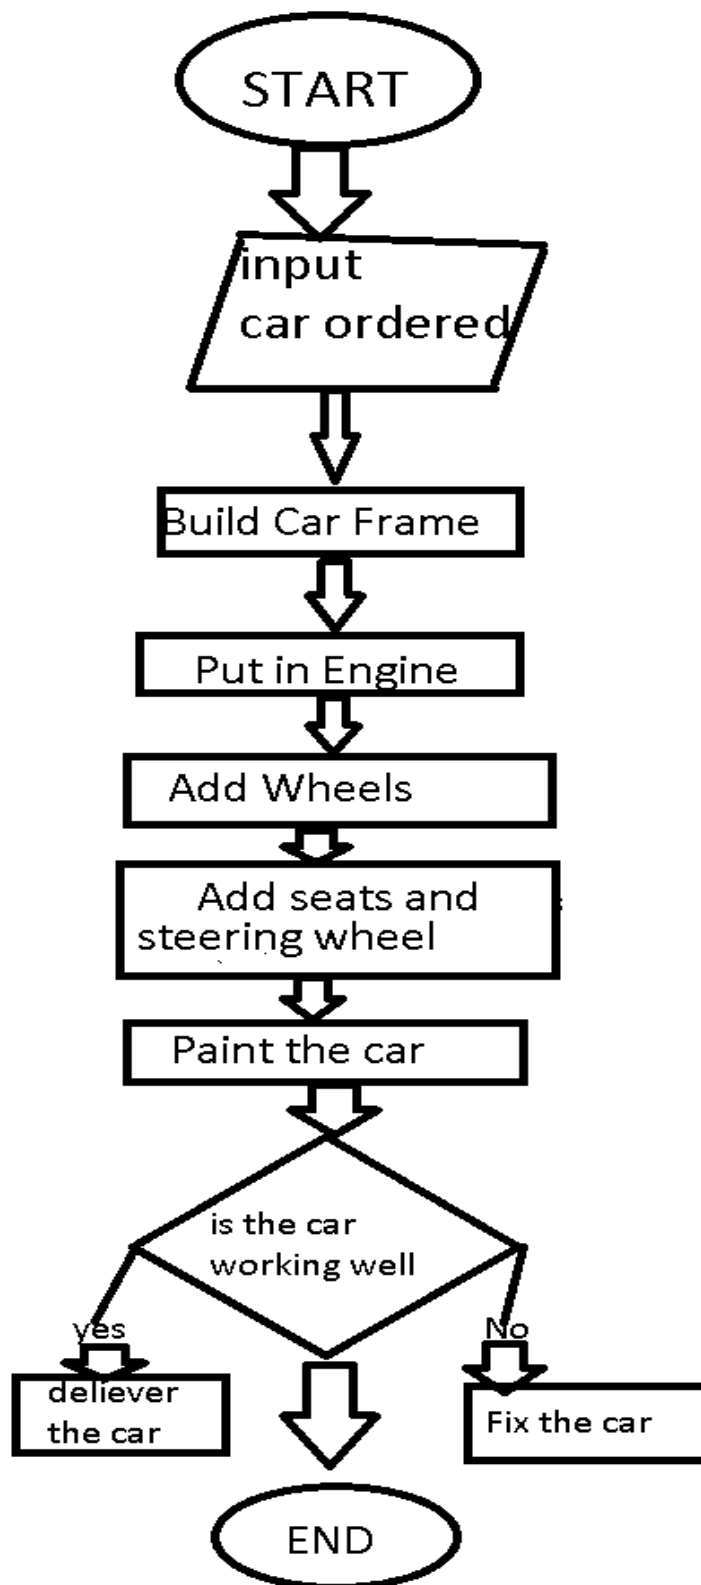 START
input
car ordered
Build Car Frame
Put in Engine
Add Wheels
Add seats and
steering wheel
Paint the car
is the car
working well
yes
No
deliever
the car
Fix the car
END